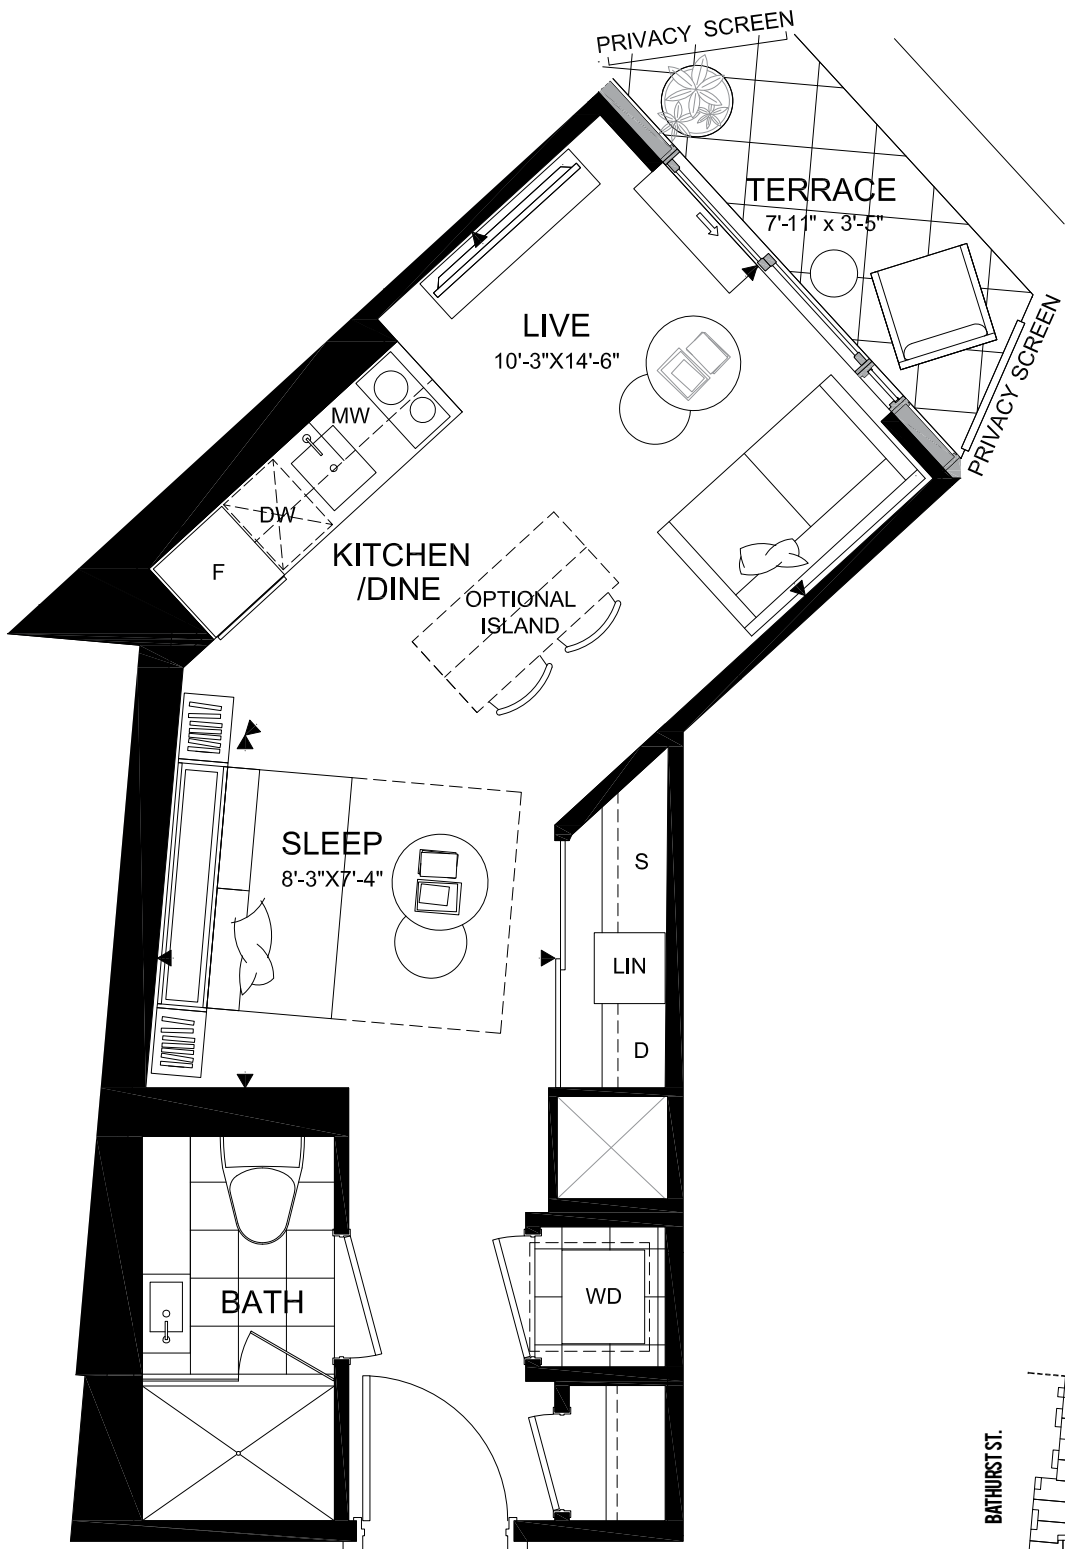 PRIVACY SCREEN
TERRACE
7'-11" x 3'-5"
PRIVACY SCREEN
LIVE
10'-3"X14'-6"
MW
DW
F
KITCHEN
/DINE
OPTIONAL
ISLAND
SLEEP
8'-3"X7'-4"
S
LIN
D
BATH
WD
BATHURST ST.